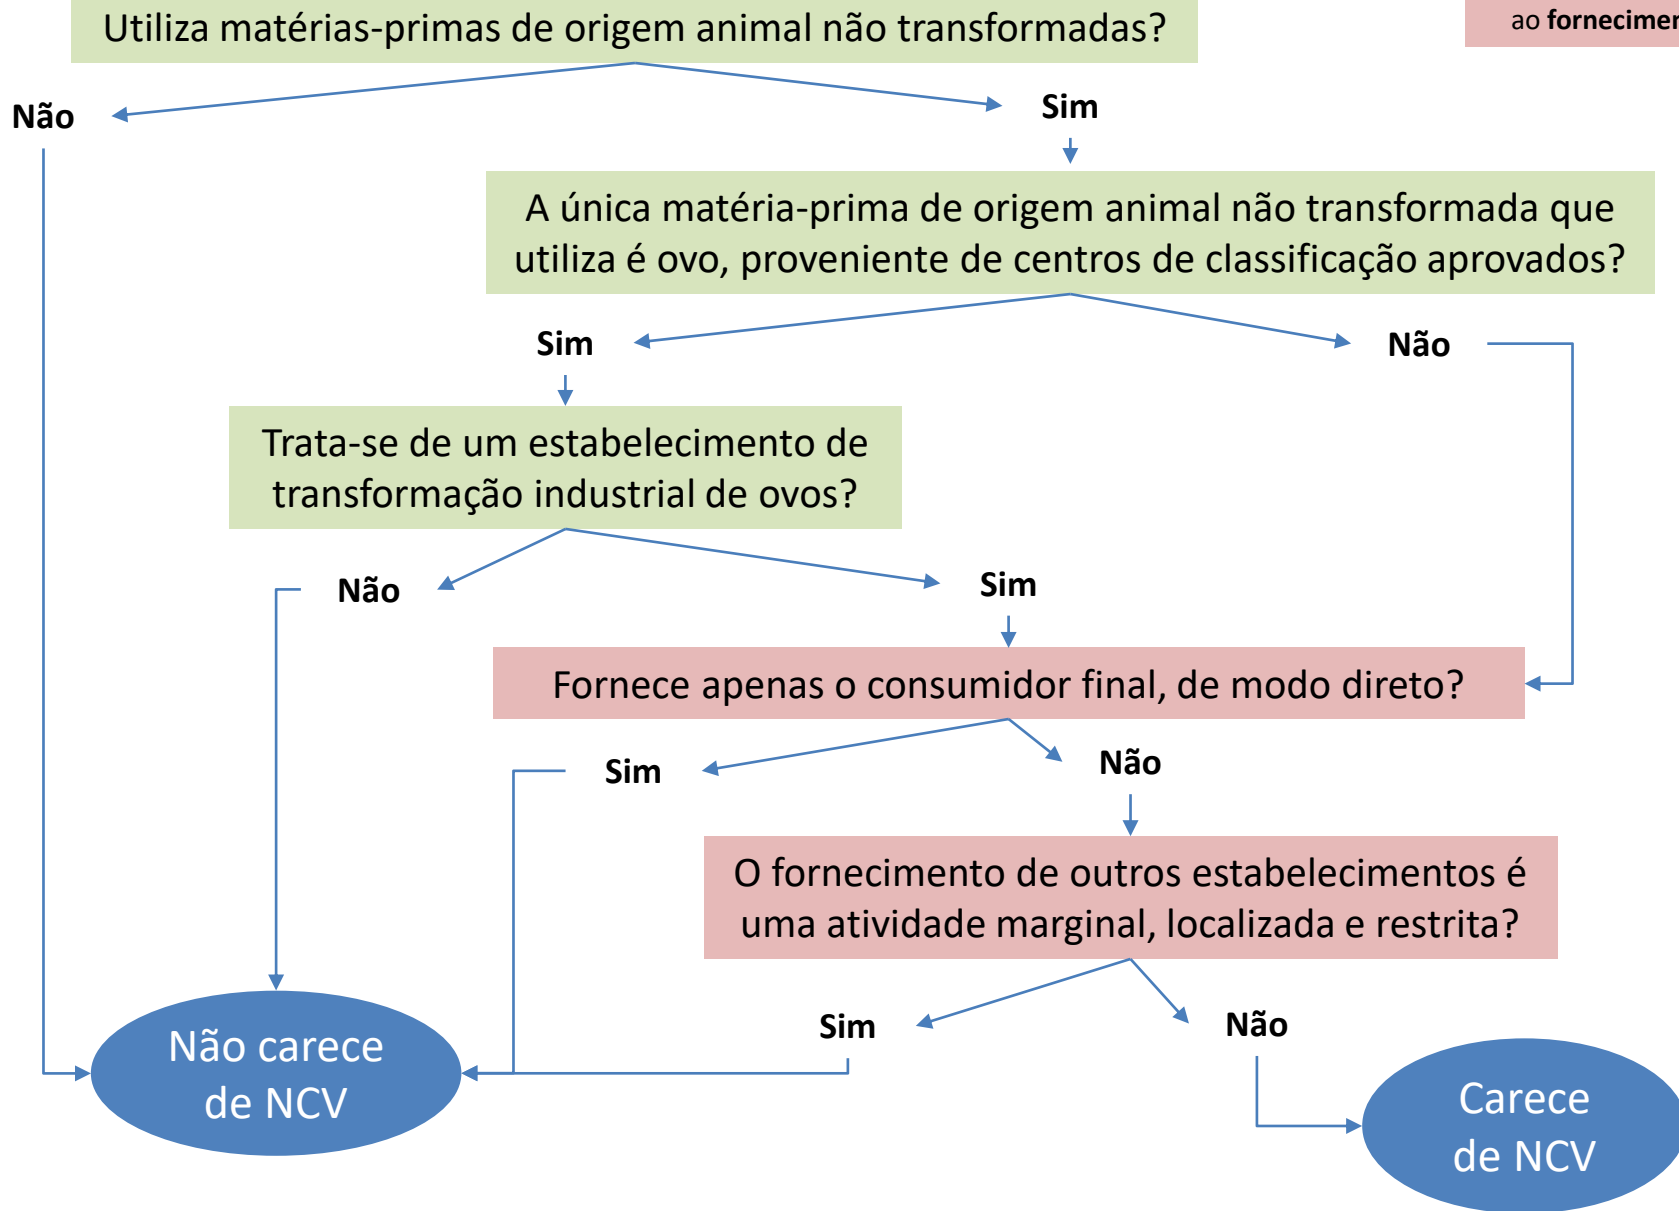 Utiliza matérias-primas de origem animal não transformadas?
ao fornecimen
Não
Sim
A única matéria-prima de origem animal não transformada que
utiliza é ovo, proveniente de centros de classificação aprovados?
Sim
Não
Trata-se de um estabelecimento de
transformação industrial de ovos?
Não
Sim
Fornece apenas o consumidor final, de modo direto?
Sim
Não
O fornecimento de outros estabelecimentos é
uma atividade marginal, localizada e restrita?
Sim
Não
Não carece
de NCV
Carece
de NCV